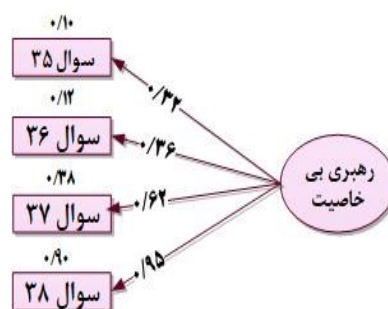 ۰/۱۰
سوال ۳۵
۰/۳۲
۰/۱۲
سوال ۳۶
۰/۳۶
رهبری بی
خاصیت
۰/۳۸
سوال ۳۷
۰/۶۲
۰/۹۰
سوال ۳۸
۰/۹۵